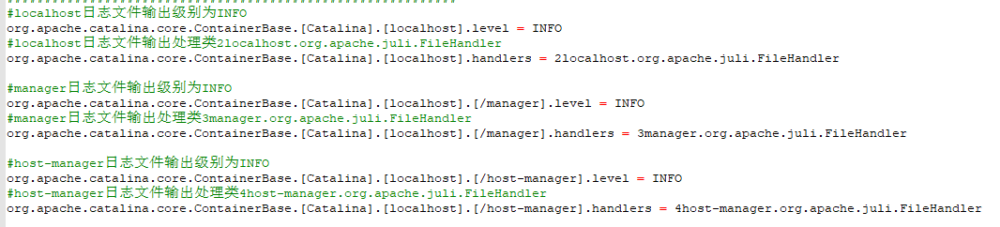 #localhost日志文件输出级别为INFO
org.apache.catalina.core.ContainerBase.[Catalina].[localhost].level = INFO
#localhost日志文件输出处理类2localhost.org.apache.juli.FileHandler
org.apache.catalina.core.ContainerBase.[Catalina].[localhost].handlers = 2localhost.org.apache.juli.FileHandler
#manager日志文件输出级别为INFO
org.apache.catalina.core.ContainerBase.[Catalina].[localhost].[/manager].level = INFO
#manager日志文件输出处理类3manager.org.apache.juli.FileHandler
org.apache.catalina.core.ContainerBase.[Catalina].[localhost].[/manager].handlers = 3manager.org.apache.juli.FileHandler
#host-manager日志文件输出级别为INFO
org.apache.catalina.core.ContainerBase.[Catalina].[localhost].[/host-manager].level = INFO
#host-manager日志文件输出处理类4host-manager.org.apache.juli.FileHandler
org.apache.catalina.core.ContainerBase.[Catalina].[localhost].[/host-manager].handlers = 4host-manager.org.apache.juli.FileHandler